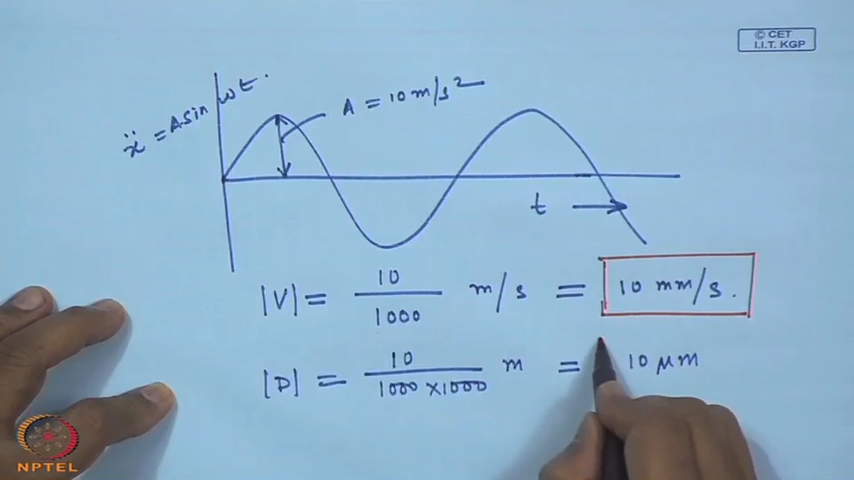 © CET
I.I.T. KGP
ẍ = A sin ωt.
A = 10 m/s²
t →
|V| = 10/1000 m/s = 10 mm/s.
|D| = 10/1000×1000 m = 10 μm
NPTEL